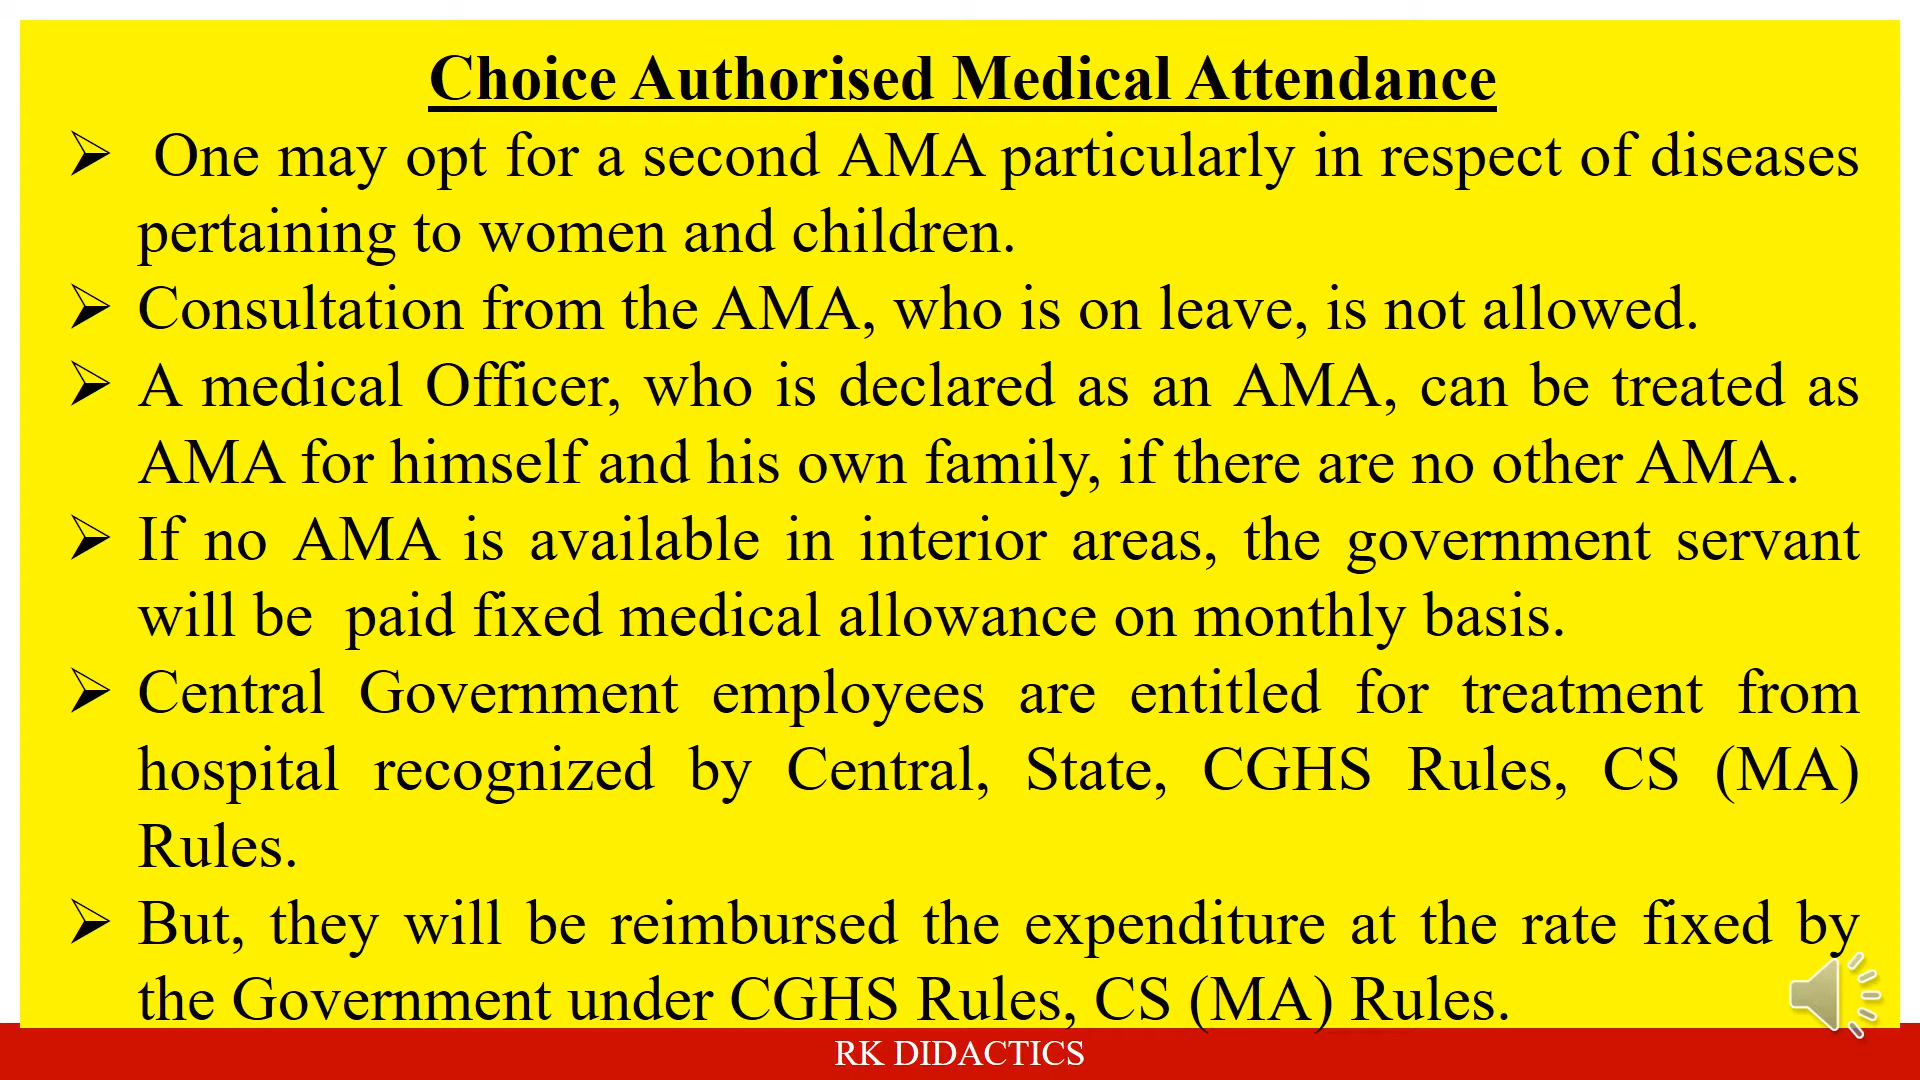 Choice Authorised Medical Attendance
➢ One may opt for a second AMA particularly in respect of diseases
pertaining to women and children.
➢ Consultation from the AMA, who is on leave, is not allowed.
➢ A medical Officer, who is declared as an AMA, can be treated as
AMA for himself and his own family, if there are no other AMA.
➢ If no AMA is available in interior areas, the government servant
will be paid fixed medical allowance on monthly basis.
➢ Central Government employees are entitled for treatment from
hospital recognized by Central, State, CGHS Rules, CS (MA)
Rules.
➢ But, they will be reimbursed the expenditure at the rate fixed by
the Government under CGHS Rules, CS (MA) Rules.
RK DIDACTICS